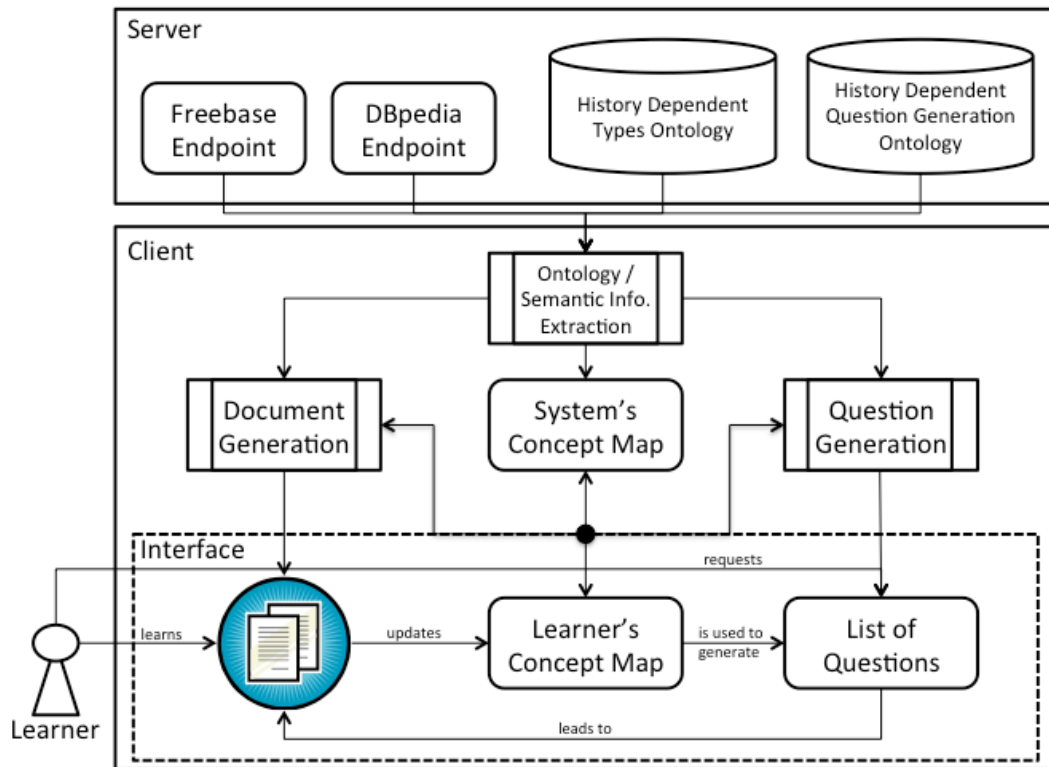 Server
Freebase
Endpoint
DBpedia
Endpoint
History Dependent
Types Ontology
History Dependent
Question Generation
Ontology
Client
Ontology /
Semantic Info.
Extraction
Document
Generation
System's
Concept Map
Question
Generation
Interface
requests
learns
updates
Learner's
Concept Map
is used to
generate
List of
Questions
Learner
leads to